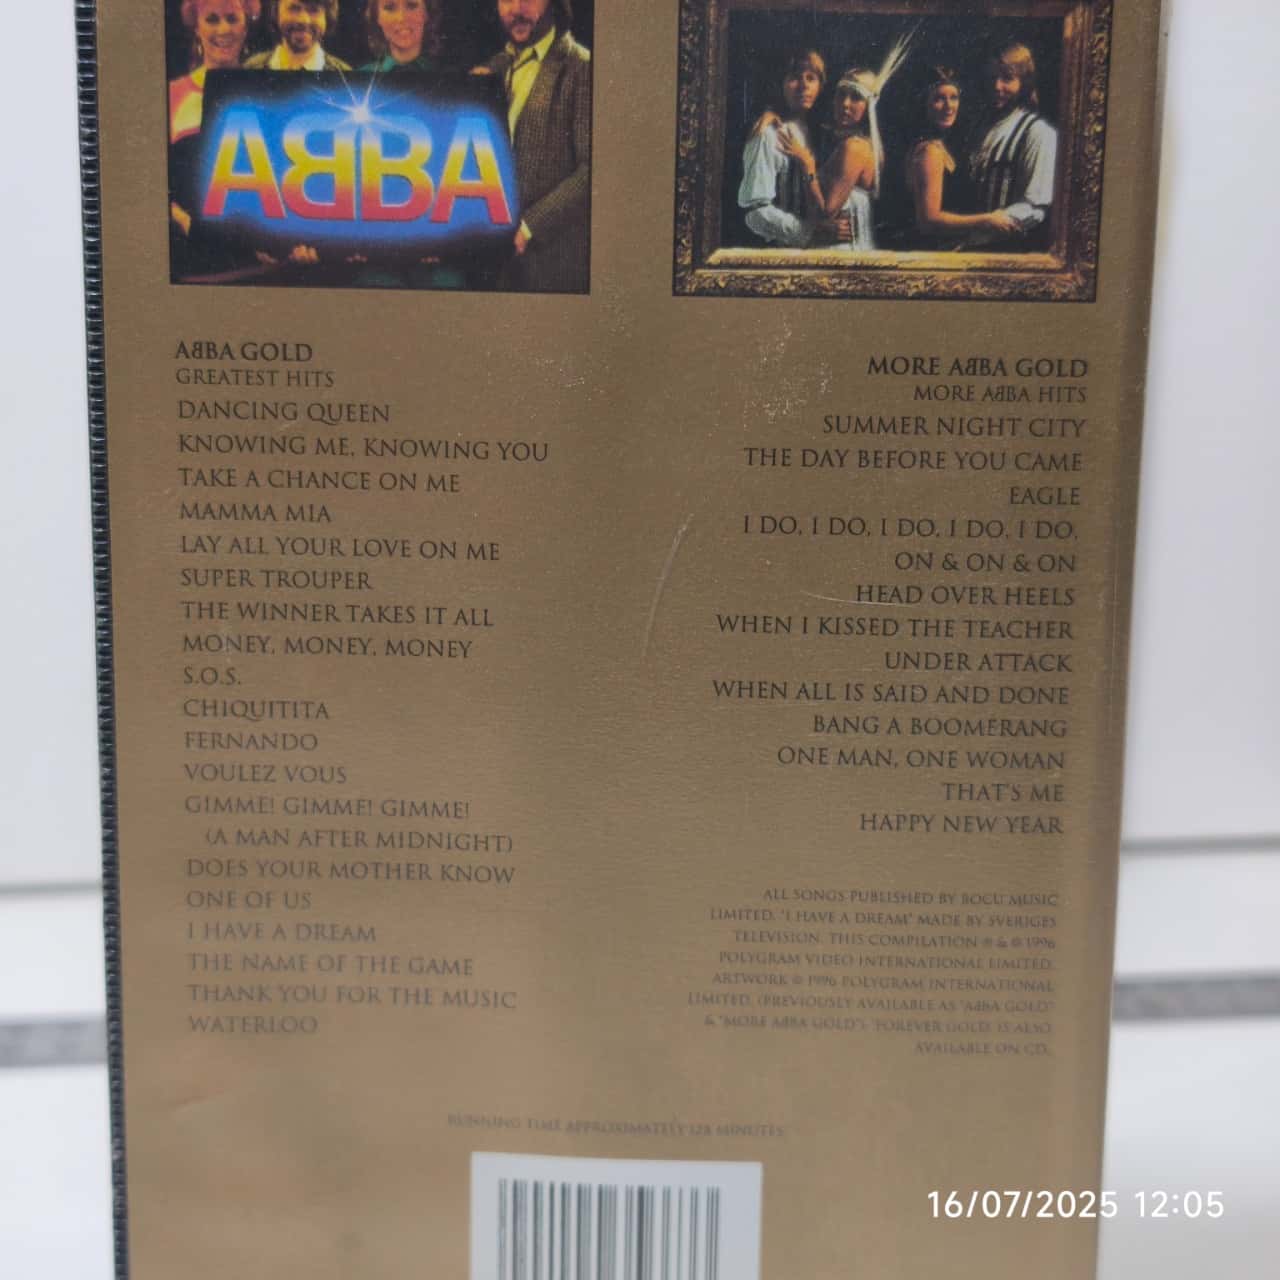 AᗺBA
AᗺBA GOLD
GREATEST HITS
DANCING QUEEN
KNOWING ME, KNOWING YOU
TAKE A CHANCE ON ME
MAMMA MIA
LAY ALL YOUR LOVE ON ME
SUPER TROUPER
THE WINNER TAKES IT ALL
MONEY, MONEY, MONEY
S.O.S.
CHIQUITITA
FERNANDO
VOULEZ VOUS
GIMME! GIMME! GIMME!
(A MAN AFTER MIDNIGHT)
DOES YOUR MOTHER KNOW
ONE OF US
I HAVE A DREAM
THE NAME OF THE GAME
THANK YOU FOR THE MUSIC
WATERLOO
MORE AᗺBA GOLD
MORE AᗺBA HITS
SUMMER NIGHT CITY
THE DAY BEFORE YOU CAME
EAGLE
I DO, I DO, I DO, I DO, I DO,
ON & ON & ON
HEAD OVER HEELS
WHEN I KISSED THE TEACHER
UNDER ATTACK
WHEN ALL IS SAID AND DONE
BANG A BOOMERANG
ONE MAN, ONE WOMAN
THAT'S ME
HAPPY NEW YEAR
ALL SONGS PUBLISHED BY BOCU MUSIC
LIMITED. "I HAVE A DREAM" MADE BY SVERIGES
TELEVISION. THIS COMPILATION ℗ & © 1996
POLYGRAM VIDEO INTERNATIONAL LIMITED.
ARTWORK © 1996 POLYGRAM INTERNATIONAL
LIMITED. (PREVIOUSLY AVAILABLE AS "AᗺBA GOLD"
& "MORE AᗺBA GOLD"). 'FOREVER GOLD' IS ALSO
AVAILABLE ON CD.
RUNNING TIME APPROXIMATELY 128 MINUTES
16/07/2025 12:05